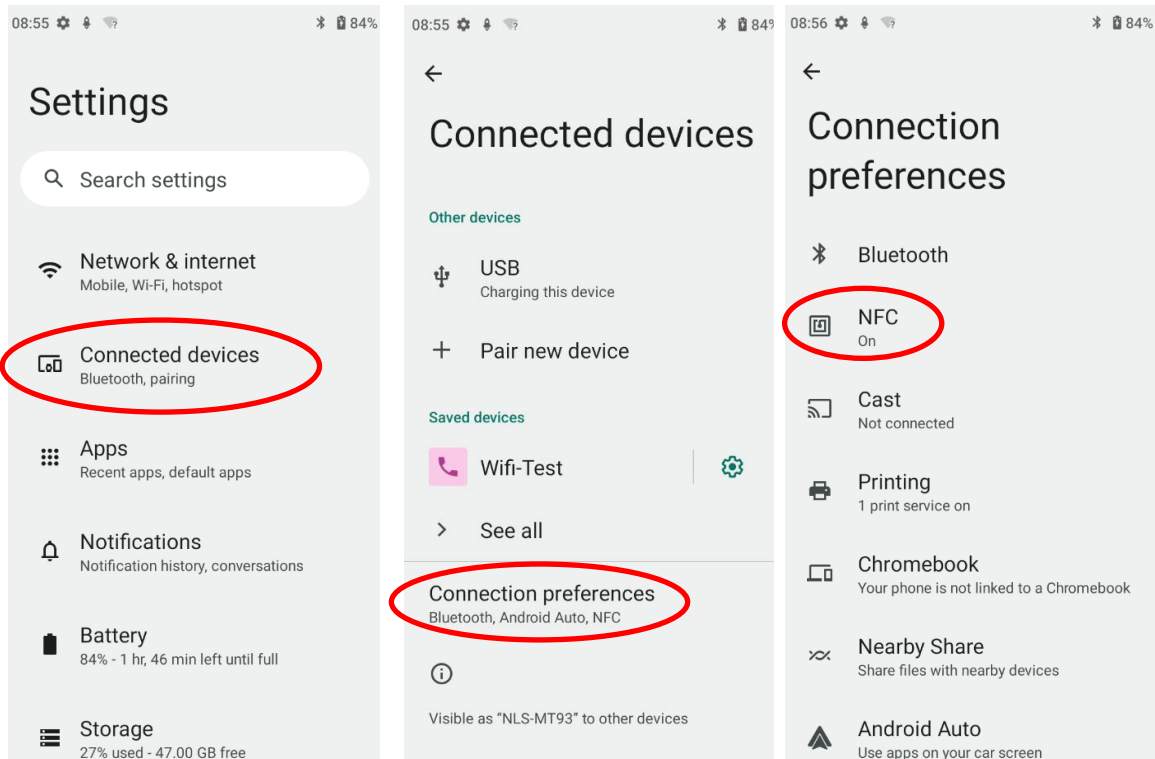 08:55 84%
Settings
Search settings
Network & internet
Mobile, Wi-Fi, hotspot
Connected devices
Bluetooth, pairing
Apps
Recent apps, default apps
Notifications
Notification history, conversations
Battery
84% - 1 hr, 46 min left until full
Storage
27% used - 47.00 GB free
08:55 ? 84%
Connected devices
Other devices
USB
Charging this device
Pair new device
Saved devices
Wifi-Test
See all
Connection preferences
Bluetooth, Android Auto, NFC
Visible as “NLS-MT93” to other devices
08:56 84%
Connection
preferences
Bluetooth
NFC
On
Cast
Not connected
Printing
1 print service on
Chromebook
Your phone is not linked to a Chromebook
Nearby Share
Share files with nearby devices
Android Auto
Use apps on your car screen